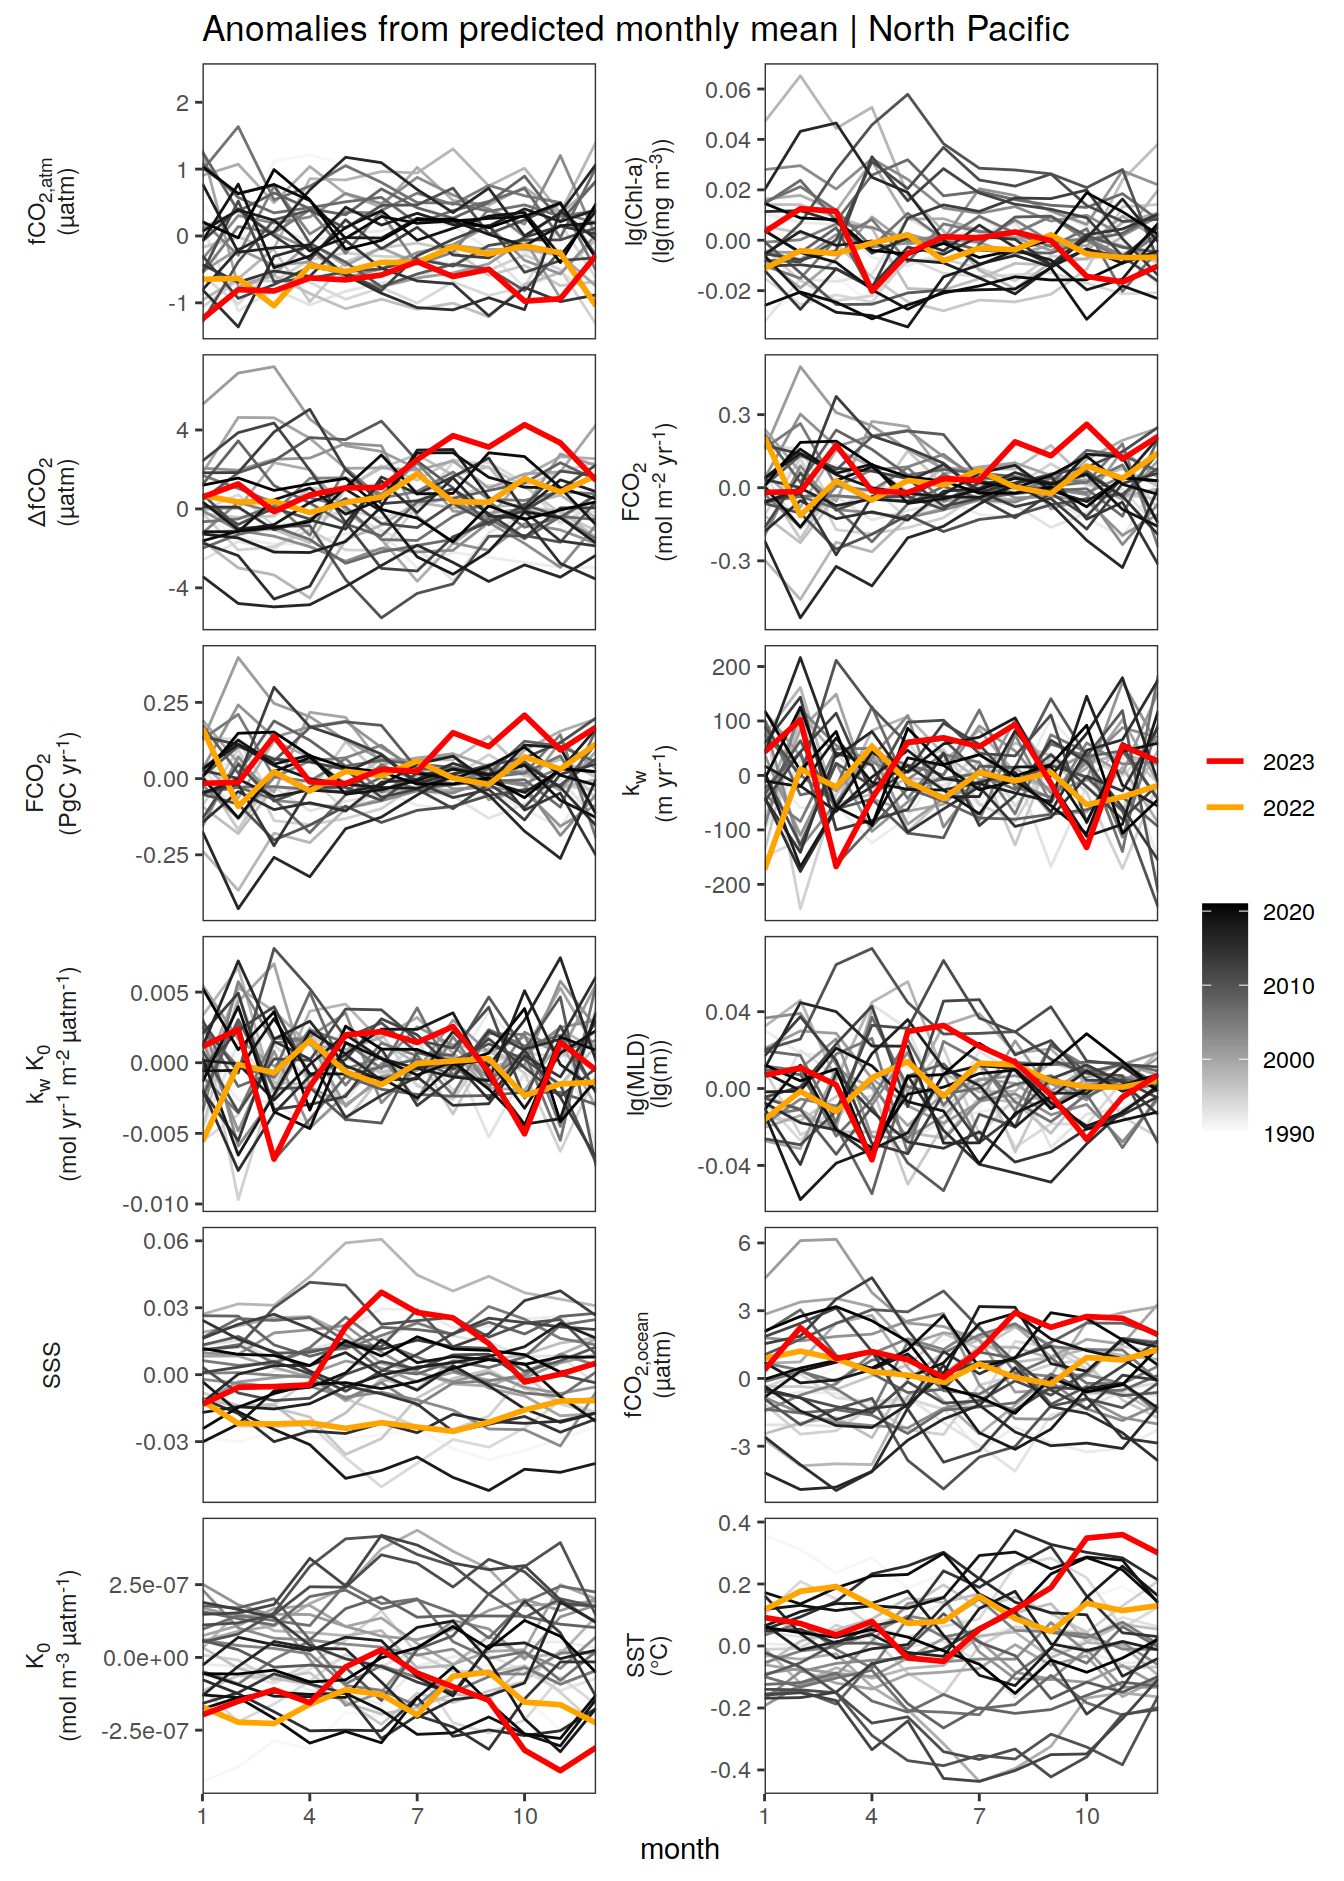 Anomalies from predicted monthly mean | North Pacific
fCO2,atm
(µatm)
2
1
0
-1
lg(Chl-a)
(lg(mg m-3))
0.06
0.04
0.02
0.00
-0.02
ΔfCO2
(µatm)
4
0
-4
FCO2
(mol m-2 yr-1)
0.3
0.0
-0.3
FCO2
(PgC yr-1)
0.25
0.00
-0.25
kw
(m yr-1)
200
100
0
-100
-200
kw K0
(mol yr-1 m-2 µatm-1)
0.005
0.000
-0.005
-0.010
lg(MLD)
(lg(m))
0.04
0.00
-0.04
SSS
0.06
0.03
0.00
-0.03
fCO2,ocean
(µatm)
6
3
0
-3
K0
(mol m-3 µatm-1)
2.5e-07
0.0e+00
-2.5e-07
SST
(°C)
0.4
0.2
0.0
-0.2
-0.4
1 4 7 10
1 4 7 10
month
2023
2022
2020
2010
2000
1990